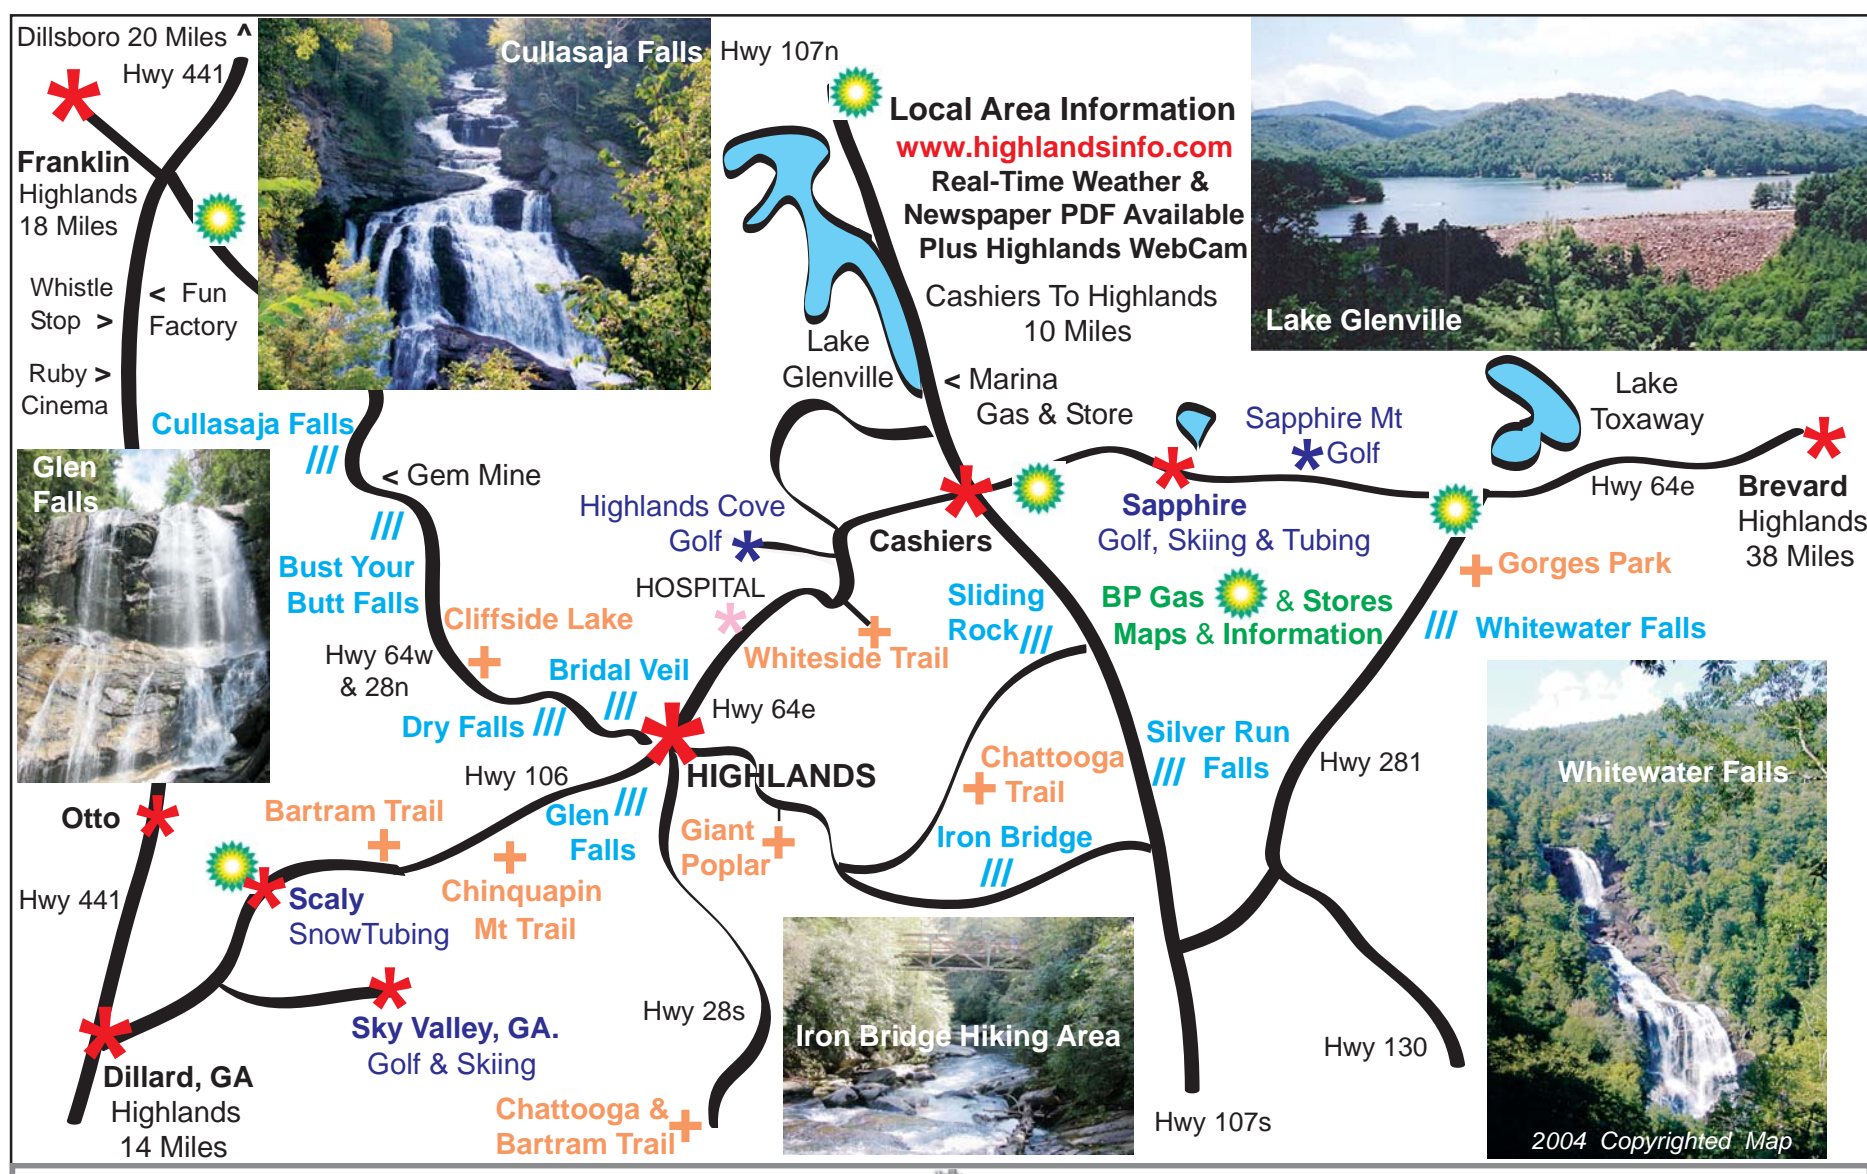 Dillsboro 20 Miles ^
Hwy 441
Franklin
Highlands
18 Miles
Whistle
Stop >
< Fun
Factory
Ruby >
Cinema
Cullasaja Falls
Hwy 107n
Local Area Information
www.highlandsinfo.com
Real-Time Weather &
Newspaper PDF Available
Plus Highlands WebCam
Cashiers To Highlands
10 Miles
Lake Glenville
Lake
Glenville
< Marina
Gas & Store
Lake
Toxaway
Sapphire Mt
Golf
Hwy 64e
Brevard
Highlands
38 Miles
Cullasaja Falls
< Gem Mine
Glen
Falls
Bust Your
Butt Falls
Highlands Cove
Golf
Cashiers
Sapphire
Golf, Skiing & Tubing
Gorges Park
HOSPITAL
Sliding
Rock
BP Gas & Stores
Maps & Information
Whitewater Falls
Cliffside Lake
Whiteside Trail
Hwy 64w
& 28n
Bridal Veil
Hwy 64e
Dry Falls
Hwy 106
HIGHLANDS
Chattooga
Trail
Silver Run
Falls
Hwy 281
Whitewater Falls
Otto
Bartram Trail
Glen
Falls
Giant
Poplar
Iron Bridge
Hwy 441
Scaly
SnowTubing
Chinquapin
Mt Trail
Sky Valley, GA.
Golf & Skiing
Hwy 28s
Iron Bridge Hiking Area
Hwy 130
Dillard, GA
Highlands
14 Miles
Chattooga &
Bartram Trail
Hwy 107s
2004 Copyrighted Map